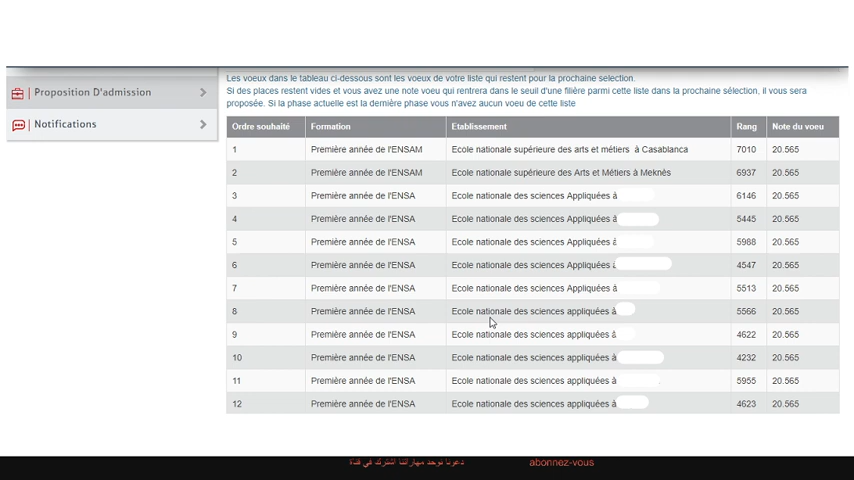 Les voeux dans le tableau ci-dessous sont les voeux de votre liste qui restent pour la prochaine selection.
Si des places restent vides et vous avez une note voeu qui rentrera dans le seuil d'une filière parmi cette liste dans la prochaine sélection, il vous sera
proposée. Si la phase actuelle est la dernière phase vous n'avez aucun voeu de cette liste
Proposition D'admission
Notifications
Ordre souhaité Formation Etablissement Rang Note du voeu
1 Première année de l'ENSAM Ecole nationale supérieure des arts et métiers à Casablanca 7010 20.565
2 Première année de l'ENSAM Ecole nationale supérieure des Arts et Métiers à Meknès 6937 20.565
3 Première année de l'ENSA Ecole nationale des sciences Appliquées à 6146 20.565
4 Première année de l'ENSA Ecole nationale des sciences Appliquées à 5445 20.565
5 Première année de l'ENSA Ecole nationale des sciences Appliquées à 5988 20.565
6 Première année de l'ENSA Ecole nationale des sciences Appliquées 4547 20.565
7 Première année de l'ENSA Ecole nationale des sciences Appliquées à 5513 20.565
8 Première année de l'ENSA Ecole nationale des sciences appliquées à 5566 20.565
9 Première année de l'ENSA Ecole nationale des sciences appliquées à 4622 20.565
10 Première année de l'ENSA Ecole nationale des sciences appliquées à 4232 20.565
11 Première année de l'ENSA Ecole nationale des sciences appliquées à 5955 20.565
12 Première année de l'ENSA Ecole nationale des sciences appliquées à 4623 20.565
دعونا نوحد مهاراتنا اشترك في قناة abonnez-vous